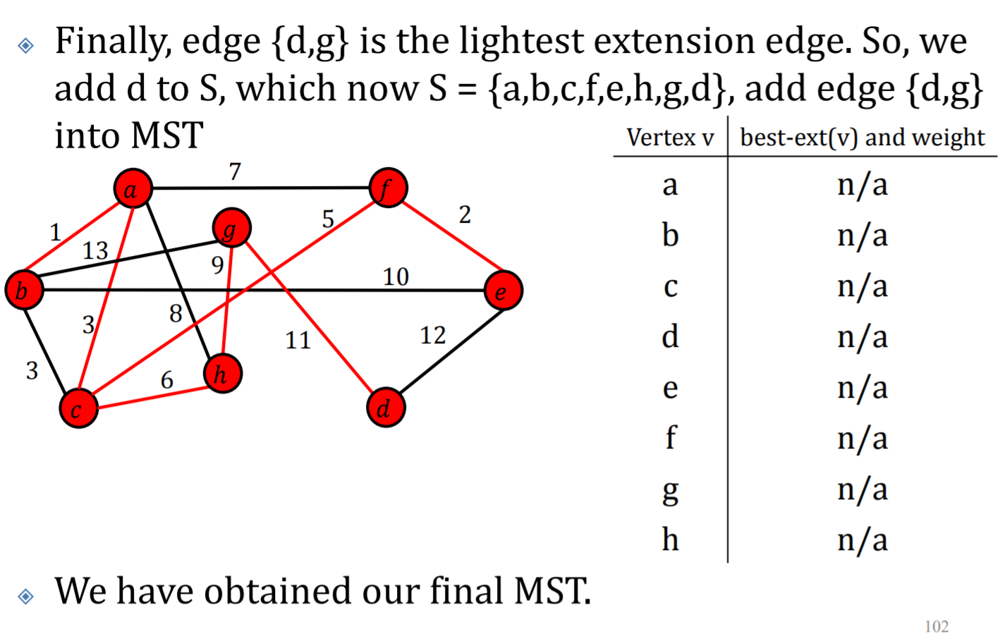 Finally, edge {d,g} is the lightest extension edge. So, we
add d to S, which now S = {a,b,c,f,e,h,g,d}, add edge {d,g}
into MST
Vertex v best-ext(v) and weight
a n/a
b n/a
c n/a
d n/a
e n/a
f n/a
g n/a
h n/a
7
a
f
5
2
1
g
13
9
10
b
e
3
8
11
12
3
6
h
c
d
We have obtained our final MST.
102